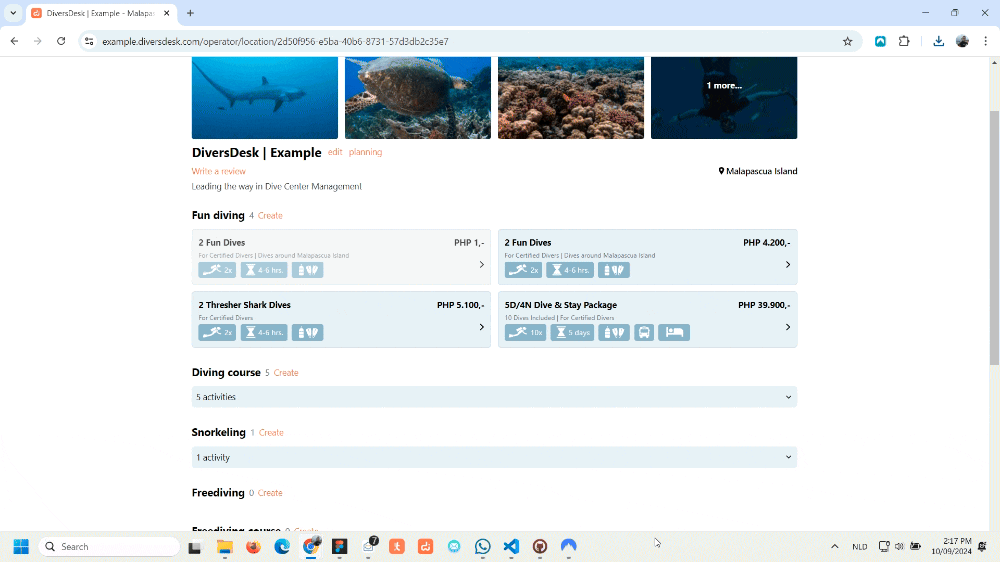 DiversDesk | Example - Malapas
example.diversdesk.com/operator/location/2d50f956-e5ba-40b6-8731-57d3db2c35e7
1 more...
DiversDesk | Example edit planning
Write a review
Malapascua Island
Leading the way in Dive Center Management
Fun diving 4 Create
2 Fun Dives PHP 1,-
For Certified Divers | Dives around Malapascua Island
2x 4-6 hrs.
2 Fun Dives PHP 4.200,-
For Certified Divers | Dives around Malapascua Island
2x 4-6 hrs.
2 Thresher Shark Dives PHP 5.100,-
For Certified Divers
2x 4-6 hrs.
5D/4N Dive & Stay Package PHP 39.900,-
10 Dives Included | For Certified Divers
10x 5 days
Diving course 5 Create
5 activities
Snorkeling 1 Create
1 activity
Freediving 0 Create
Freediving course 0 Create
Search
7
NLD
2:17 PM
10/09/2024